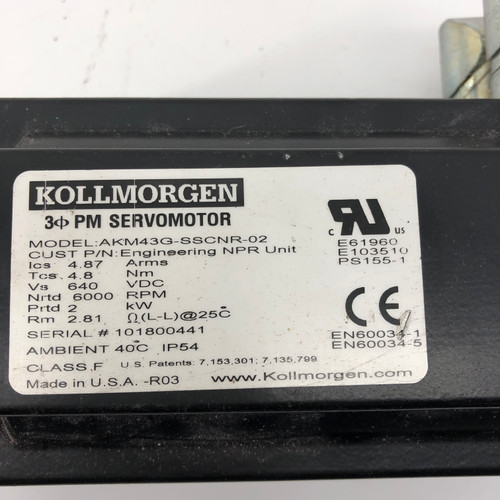 KOLLMORGEN
3Φ PM SERVOMOTOR
MODEL:AKM43G-SSCNR-02
CUST P/N:Engineering NPR Unit
Ics 4.87 Arms
Tcs 4.8 Nm
Vs 640 VDC
Nrtd 6000 RPM
Prtd 2 kW
Rm 2.81 Ω(L-L)@25C
SERIAL # 101800441
AMBIENT 40C IP54
CLASS F U.S. Patents: 7,153,301; 7,135,799
Made in U.S.A. -R03 www.Kollmorgen.com
c RU us
E61960
E103510
PS155-1
CE
EN60034-1
EN60034-5